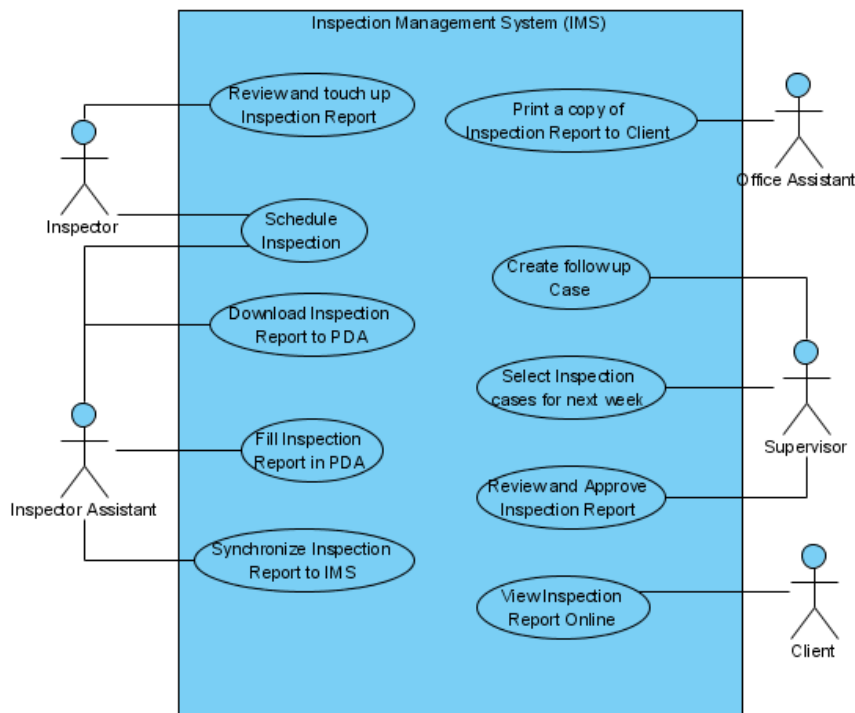 Inspection Management System (IMS)
Review and touch up
Inspection Report
Print a copy of
Inspection Report to Client
Office Assistant
Inspector
Schedule
Inspection
Create follow up
Case
Download Inspection
Report to PDA
Select Inspection
cases for next week
Supervisor
Fill Inspection
Report in PDA
Inspector Assistant
Review and Approve
Inspection Report
Synchronize Inspection
Report to IMS
View Inspection
Report Online
Client